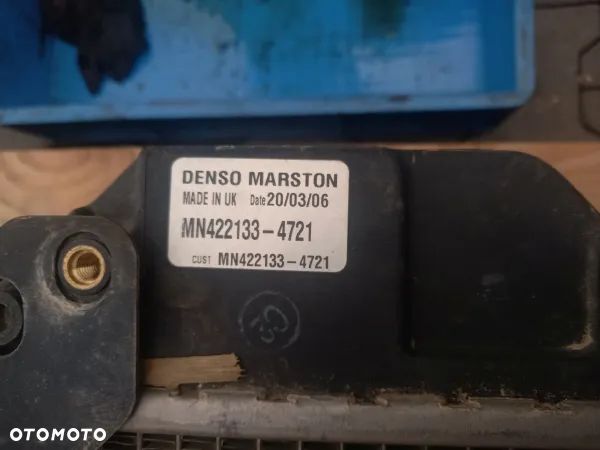 DENSO MARSTON
MADE IN UK Date 20/03/06
MN422133-4721
CUST MN422133-4721
OTOMOTO